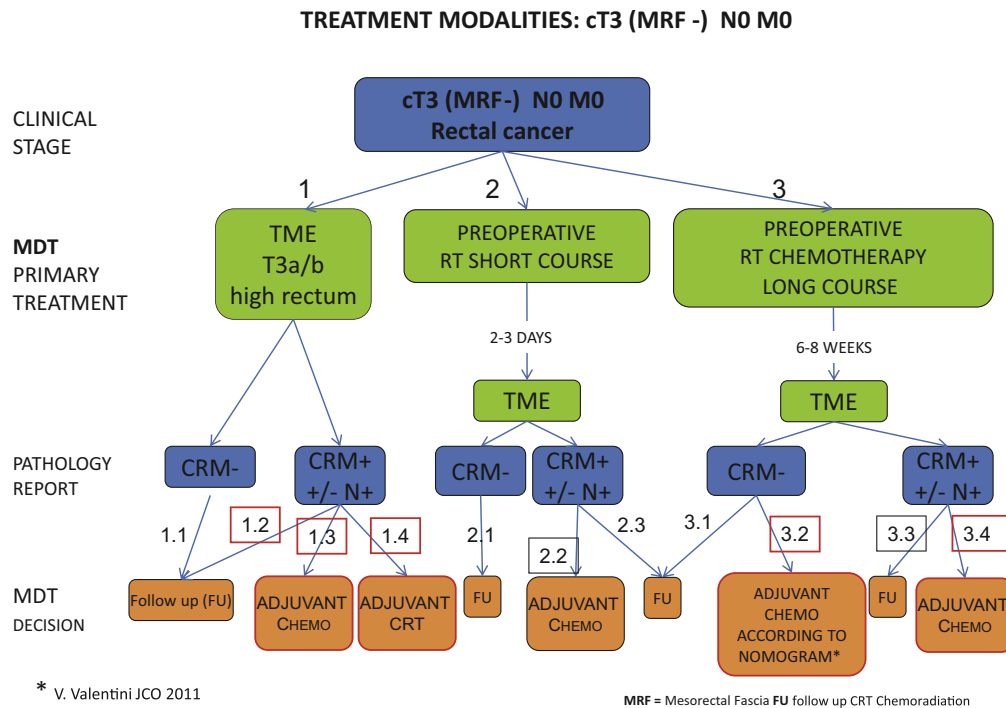 TREATMENT MODALITIES: cT3 (MRF -) N0 M0
CLINICAL
STAGE
cT3 (MRF-) N0 M0
Rectal cancer
1
2
3
MDT
PRIMARY
TREATMENT
TME
T3a/b
high rectum
PREOPERATIVE
RT SHORT COURSE
PREOPERATIVE
RT CHEMOTHERAPY
LONG COURSE
2-3 DAYS
6-8 WEEKS
TME
TME
PATHOLOGY
REPORT
CRM-
CRM+
+/- N+
CRM-
CRM+
+/- N+
CRM-
CRM+
+/- N+
1.1
1.2
1.3
1.4
2.1
2.2
2.3
3.1
3.2
3.3
3.4
MDT
DECISION
Follow up (FU)
ADJUVANT
CHEMO
ADJUVANT
CRT
FU
ADJUVANT
CHEMO
FU
ADJUVANT
CHEMO
ACCORDING TO
NOMOGRAM*
FU
ADJUVANT
CHEMO
* V. Valentini JCO 2011
MRF = Mesorectal Fascia FU follow up CRT Chemoradiation